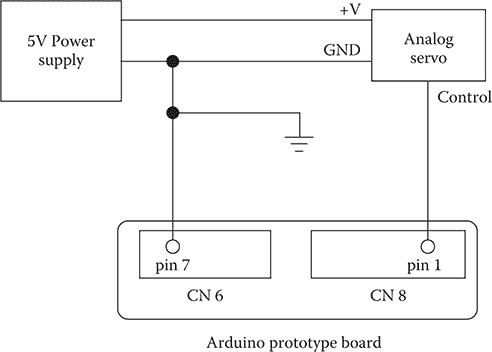 +V
5V Power
supply
GND
Analog
servo
Control
pin 7
pin 1
CN 6
CN 8
Arduino prototype board